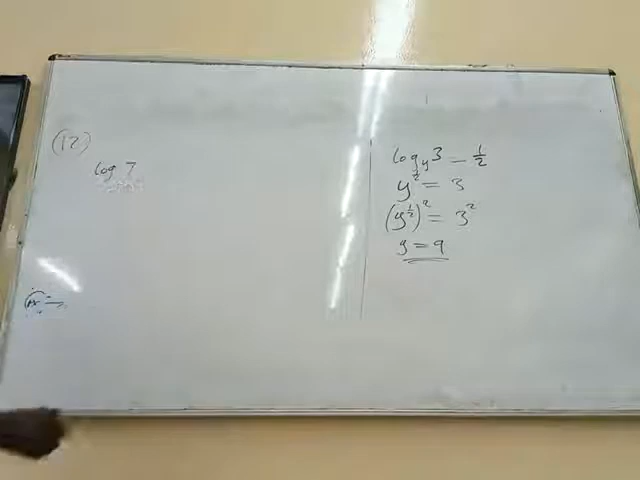 (12)
log 7
log_y 3 = 1/2
y^{1/2} = 3
(y^{1/2})^2 = 3^2
y = 9